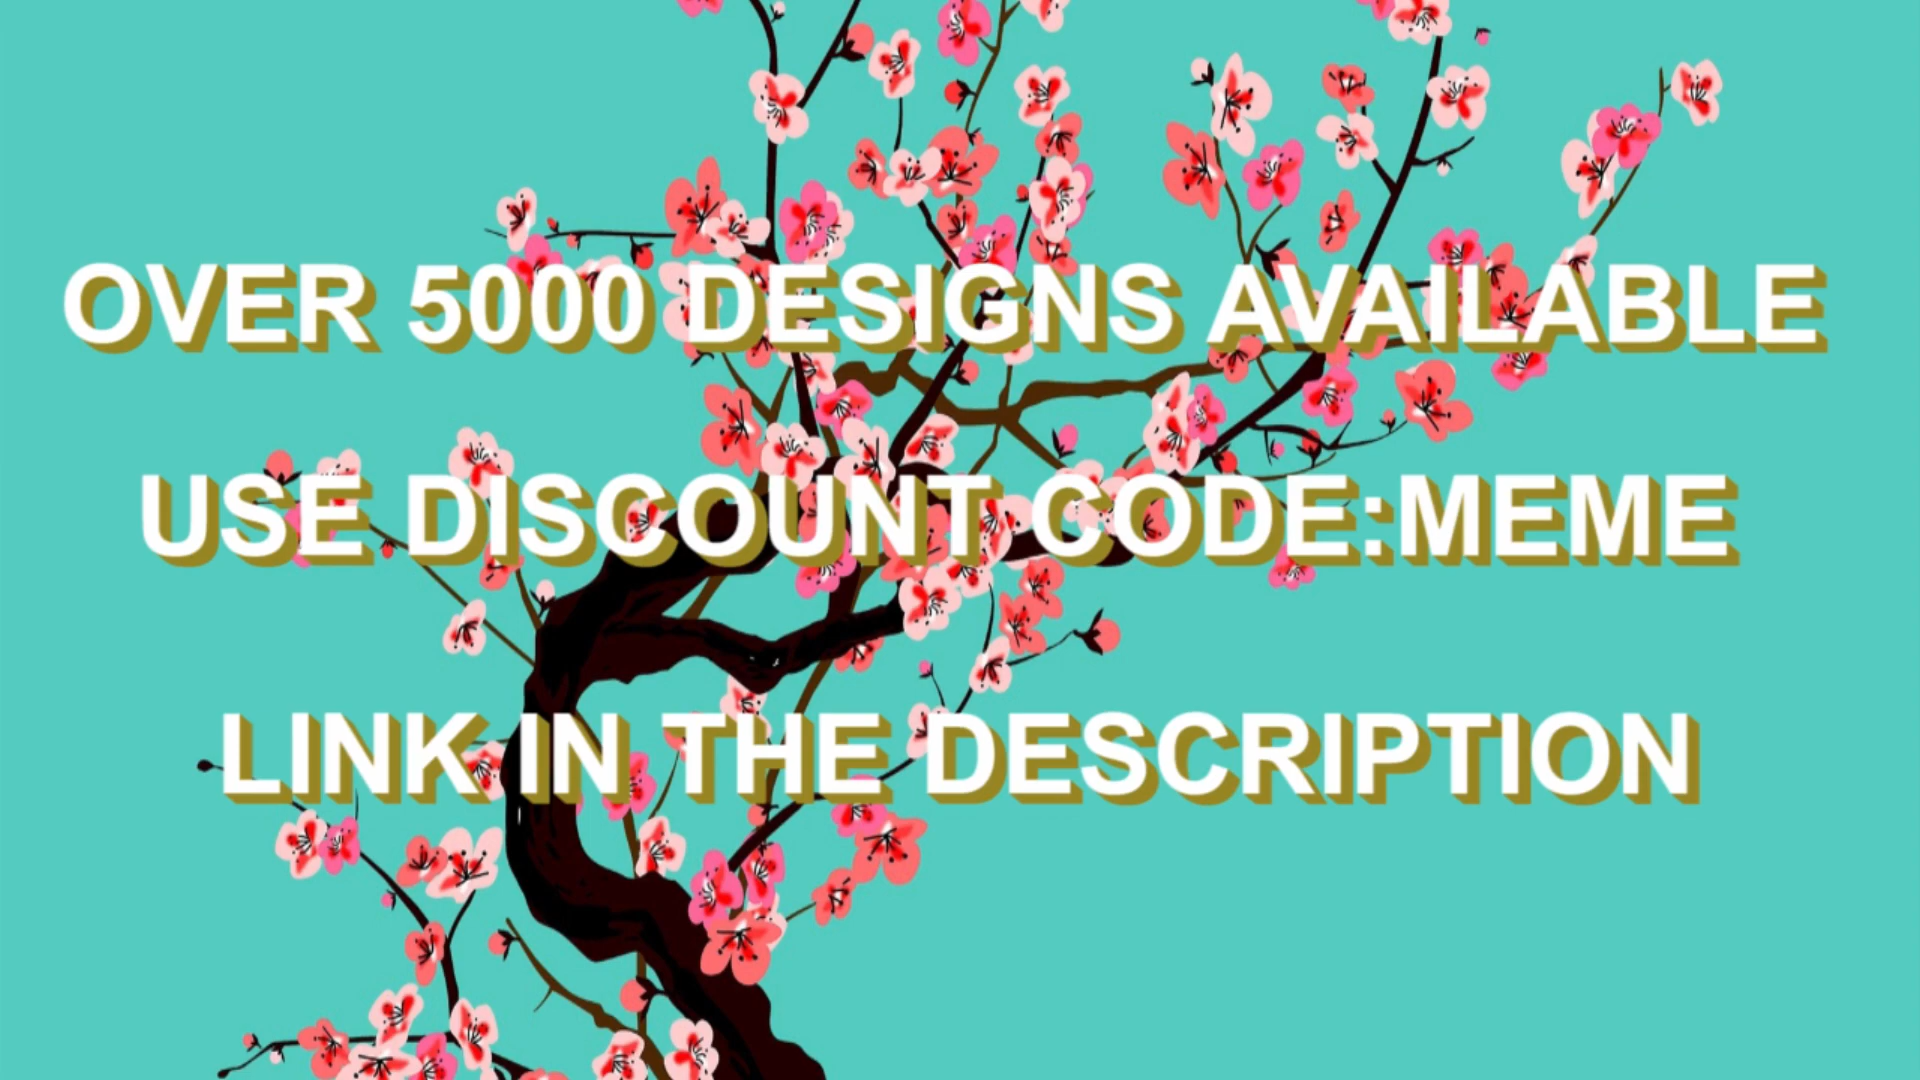 OVER 5000 DESIGNS AVAILABLE
USE DISCOUNT CODE:MEME
LINK IN THE DESCRIPTION